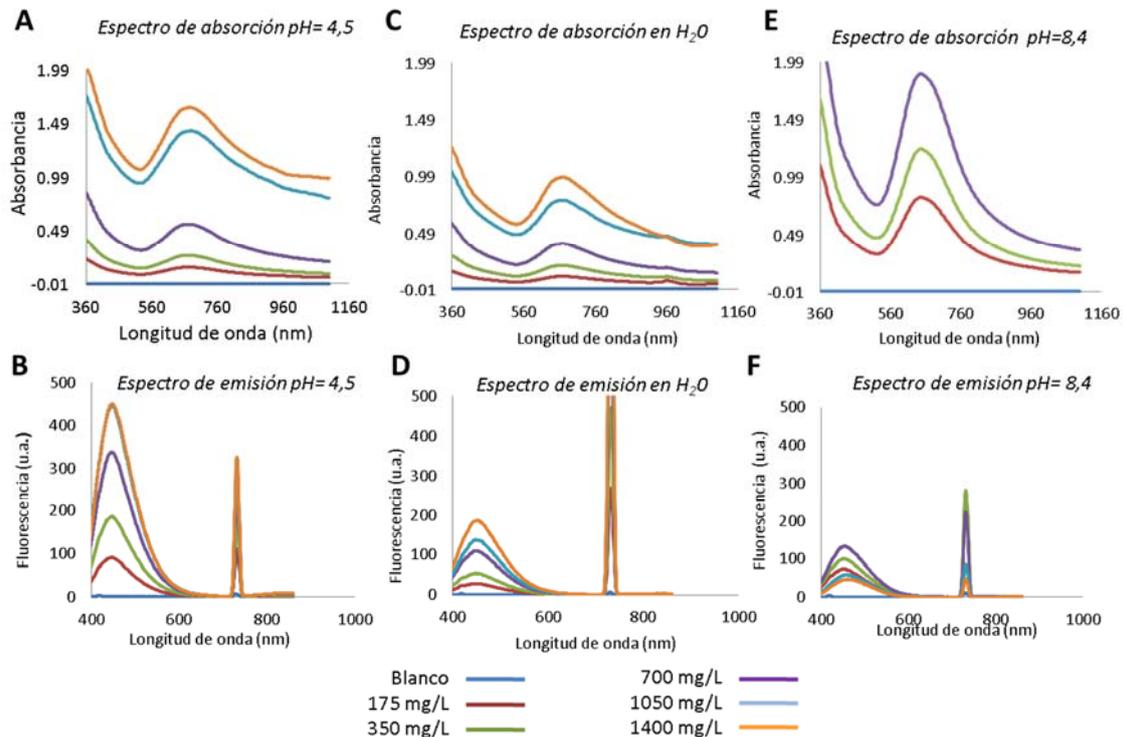 A
Espectro de absorción pH= 4,5
Absorbancia
1.99
1.49
0.99
0.49
-0.01
360 560 760 960 1160
Longitud de onda (nm)
C
Espectro de absorción en H20
Absorbancia
1.99
1.49
0.99
0.49
-0.01
360 560 760 960 1160
Longitud de onda (nm)
E
Espectro de absorción pH=8,4
Absorbancia
1.99
1.49
0.99
0.49
-0.01
360 560 760 960 1160
Longitud de onda (nm)
B
Espectro de emisión pH= 4,5
Fluorescencia (u.a.)
500
400
300
200
100
0
400 600 800 1000
Longitud de onda (nm)
D
Espectro de emisión en H20
Fluorescencia (u.a.)
500
400
300
200
100
0
400 600 800 1000
Longitud de onda (nm)
F
Espectro de emisión pH= 8,4
Fluorescencia (u.a.)
500
400
300
200
100
0
400 600 800 1000
Longitud de onda (nm)
Blanco
175 mg/L
350 mg/L
700 mg/L
1050 mg/L
1400 mg/L